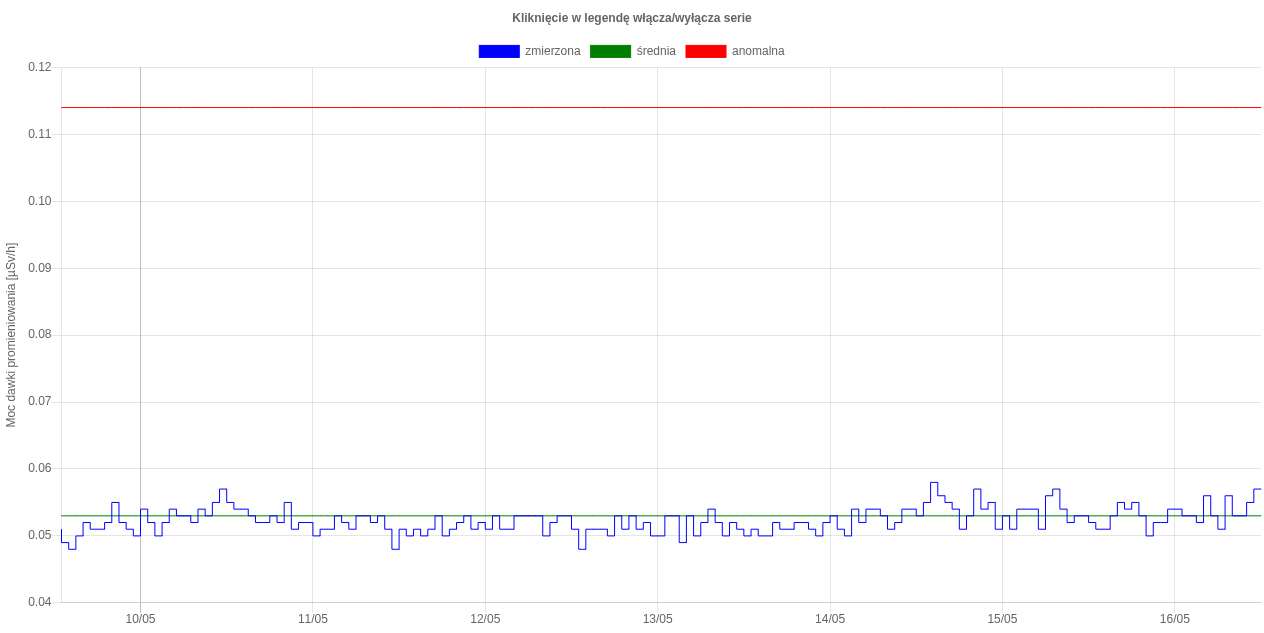 Kliknięcie w legendę włącza/wyłącza serie
zmierzona średnia anomalna
Moc dawki promieniowania [µSv/h]
0.12
0.11
0.10
0.09
0.08
0.07
0.06
0.05
0.04
10/05 11/05 12/05 13/05 14/05 15/05 16/05